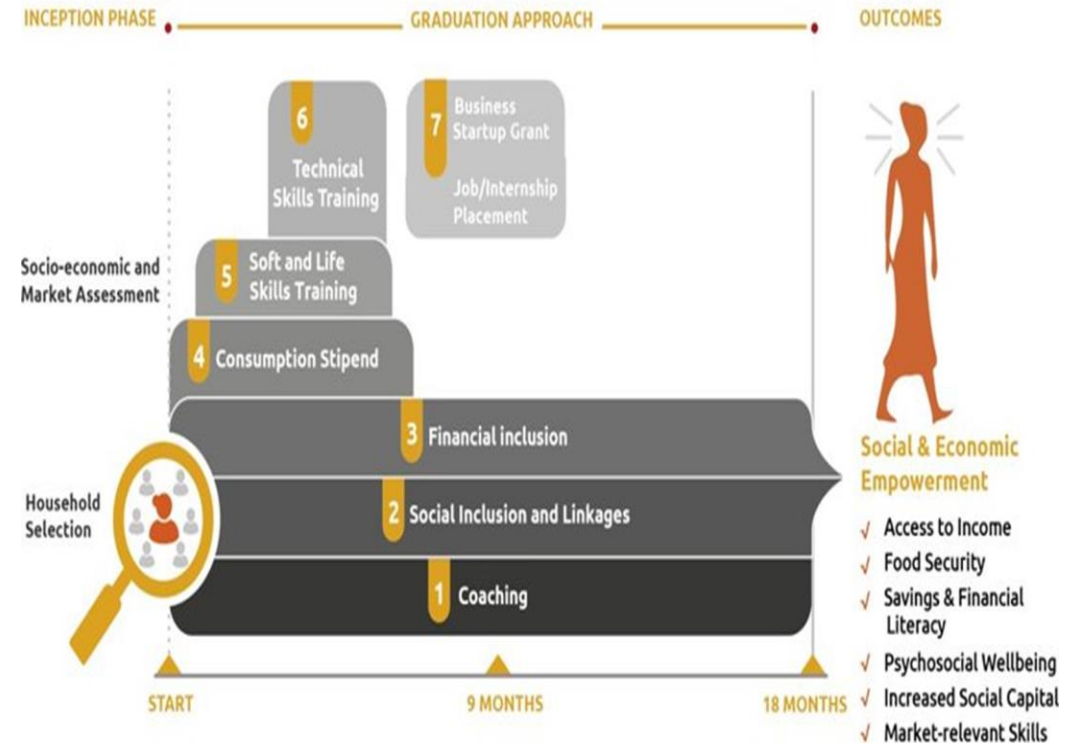 INCEPTION PHASE
GRADUATION APPROACH
OUTCOMES
6
Technical
Skills Training
7
Business
Startup Grant
Job/Internship
Placement
Socio-economic and
Market Assessment
5
Soft and Life
Skills Training
4
Consumption Stipend
3
Financial inclusion
Household
Selection
2
Social Inclusion and Linkages
1
Coaching
START
9 MONTHS
18 MONTHS
Social & Economic
Empowerment
√ Access to Income
√ Food Security
√ Savings & Financial
Literacy
√ Psychosocial Wellbeing
√ Increased Social Capital
√ Market-relevant Skills